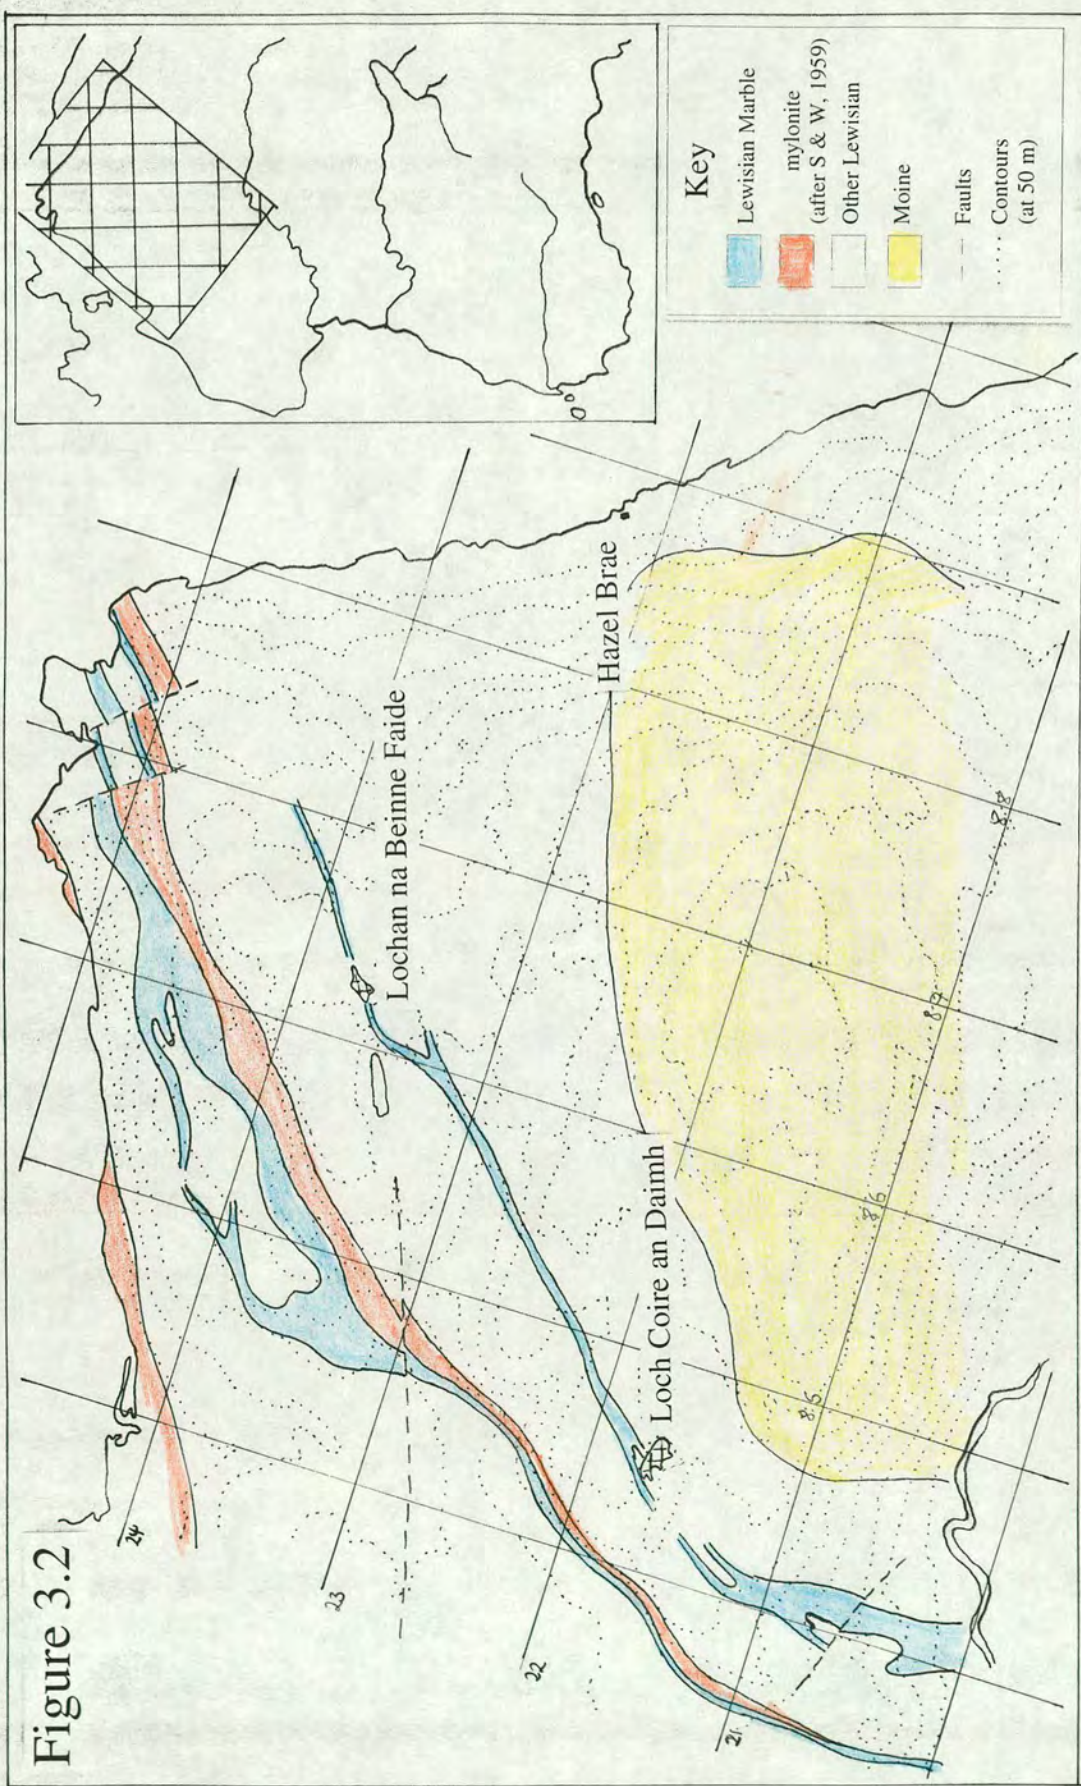 Figure 3.2
24
23
22
21
85
86
87
88
Lochan na Beinne Faide
Loch Coire an Daimh
Hazel Brae
Key
Lewisian Marble
mylonite
(after S & W, 1959)
Other Lewisian
Moine
Faults
Contours
(at 50 m)